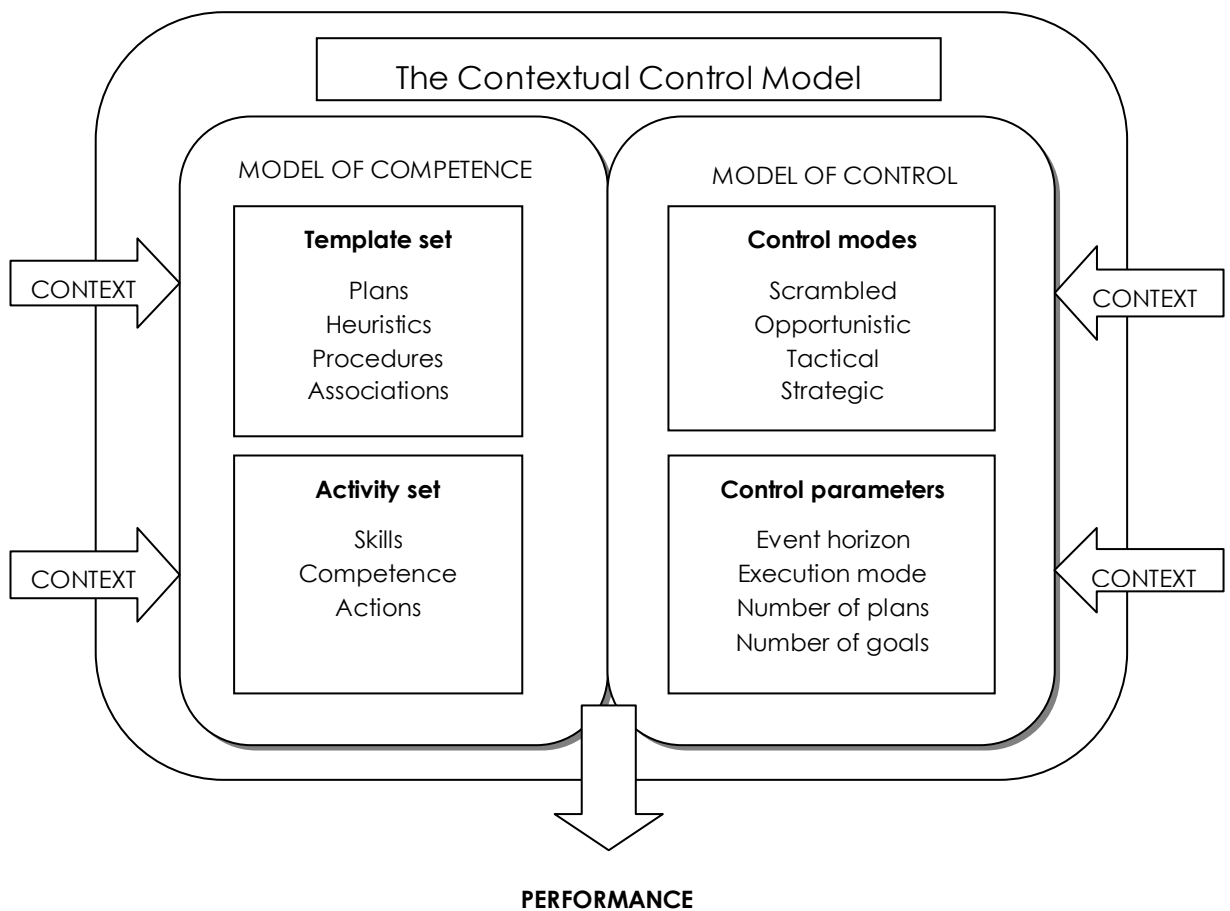 The Contextual Control Model
MODEL OF COMPETENCE
Template set
Plans
Heuristics
Procedures
Associations
Activity set
Skills
Competence
Actions
MODEL OF CONTROL
Control modes
Scrambled
Opportunistic
Tactical
Strategic
Control parameters
Event horizon
Execution mode
Number of plans
Number of goals
CONTEXT
CONTEXT
CONTEXT
CONTEXT
PERFORMANCE